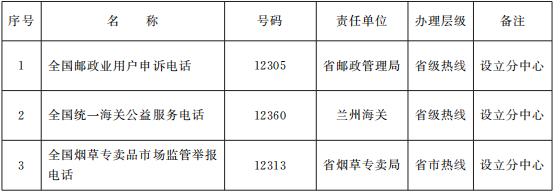 序号 名 称 号码 责任单位 办理层级 备注
1 全国邮政业用户申诉电话 12305 省邮政管理局 省级热线 设立分中心
2 全国统一海关公益服务电话 12360 兰州海关 省级热线 设立分中心
3 全国烟草专卖品市场监管举报电话 12313 省烟草专卖局 省市热线 设立分中心